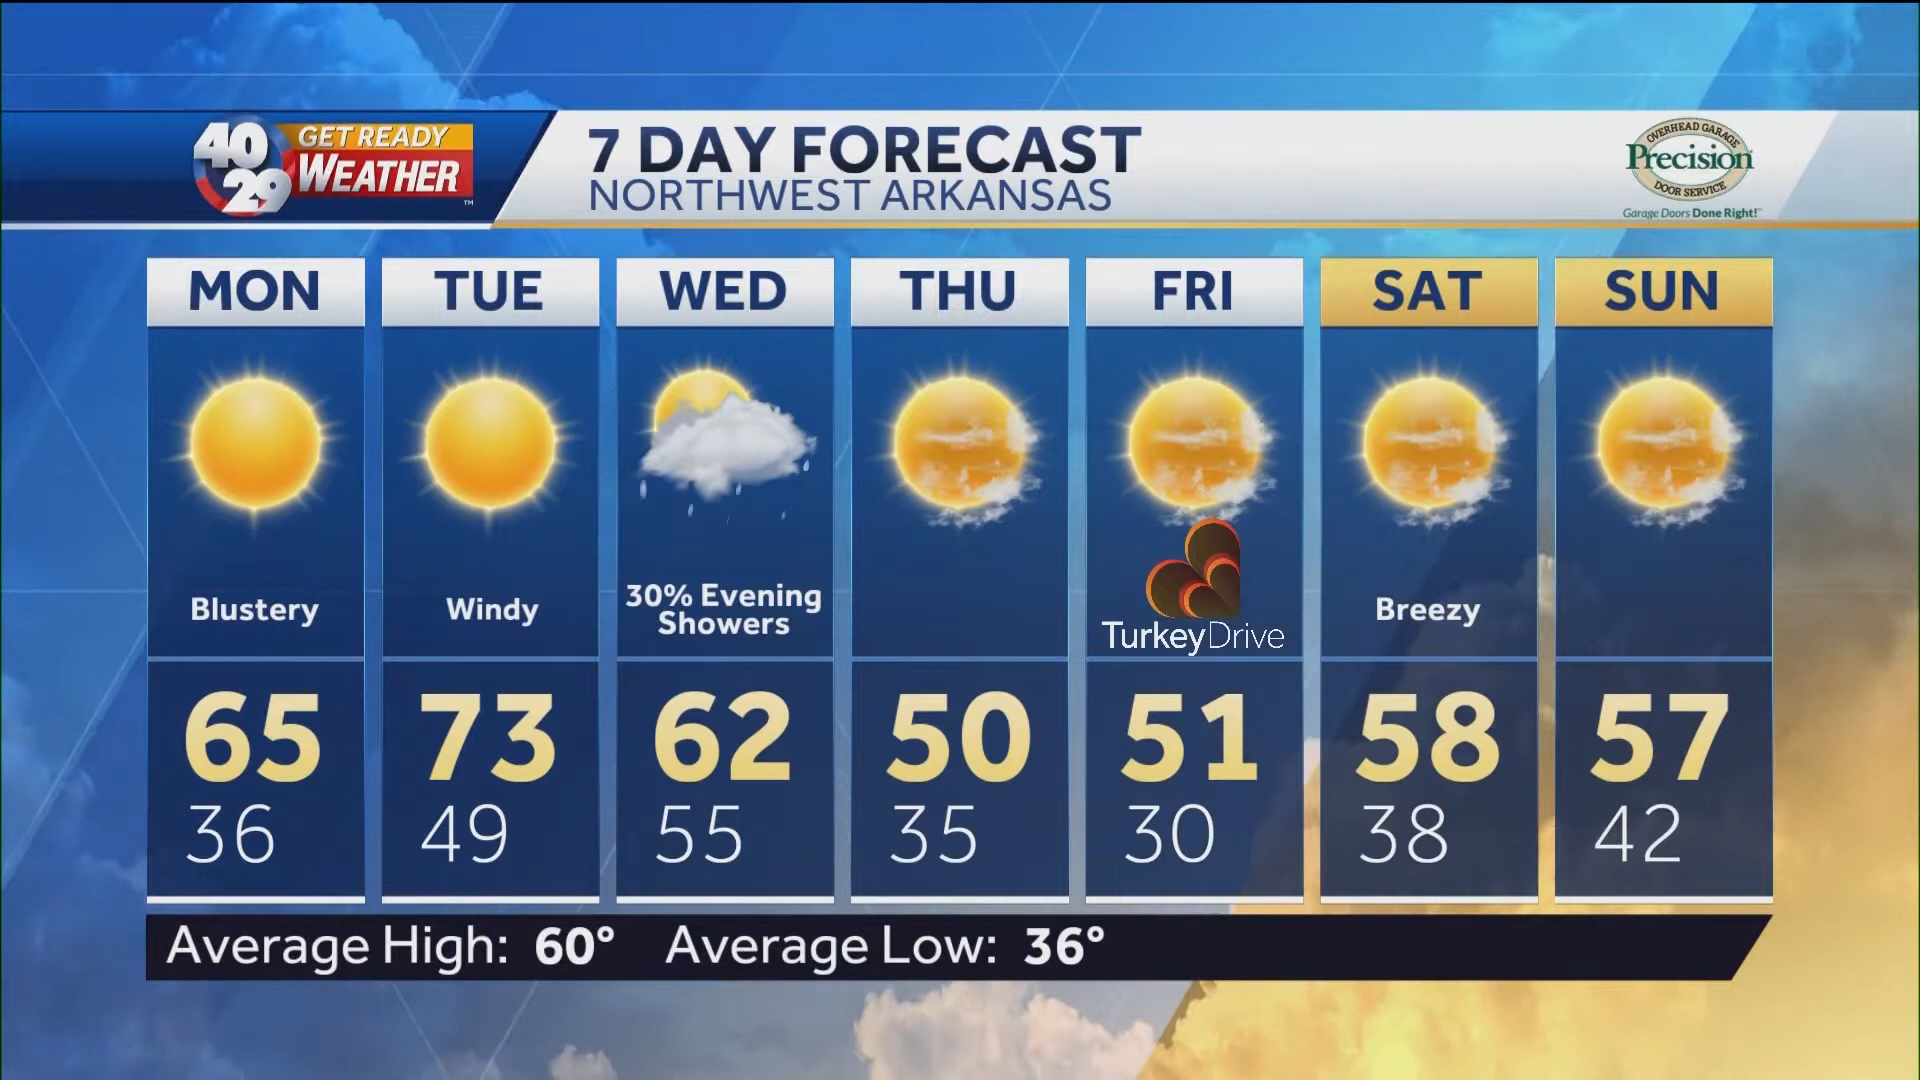 40
29
GET READY
WEATHER™
7 DAY FORECAST
NORTHWEST ARKANSAS
OVERHEAD GARAGE
Precision
DOOR SERVICE
Garage Doors Done Right!™
MON
TUE
WED
THU
FRI
SAT
SUN
Blustery
Windy
30% Evening
Showers
TurkeyDrive
Breezy
65
73
62
50
51
58
57
36
49
55
35
30
38
42
Average High: 60° Average Low: 36°